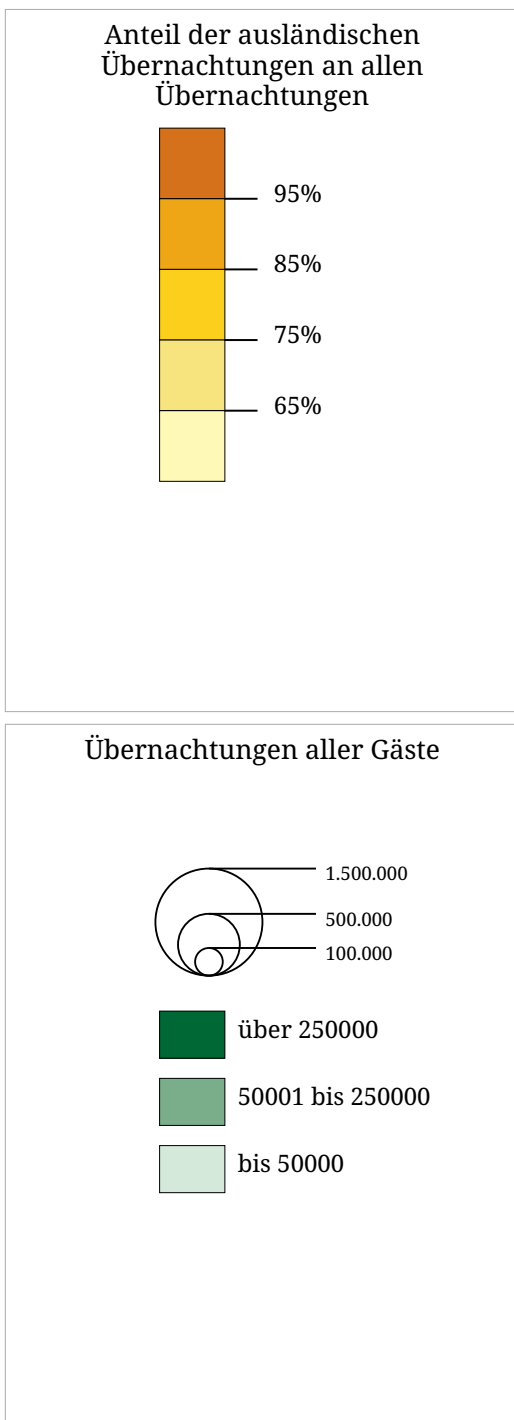 Anteil der ausländischen
Übernachtungen an allen
Übernachtungen
95%
85%
75%
65%
Übernachtungen aller Gäste
1.500.000
500.000
100.000
über 250000
50001 bis 250000
bis 50000